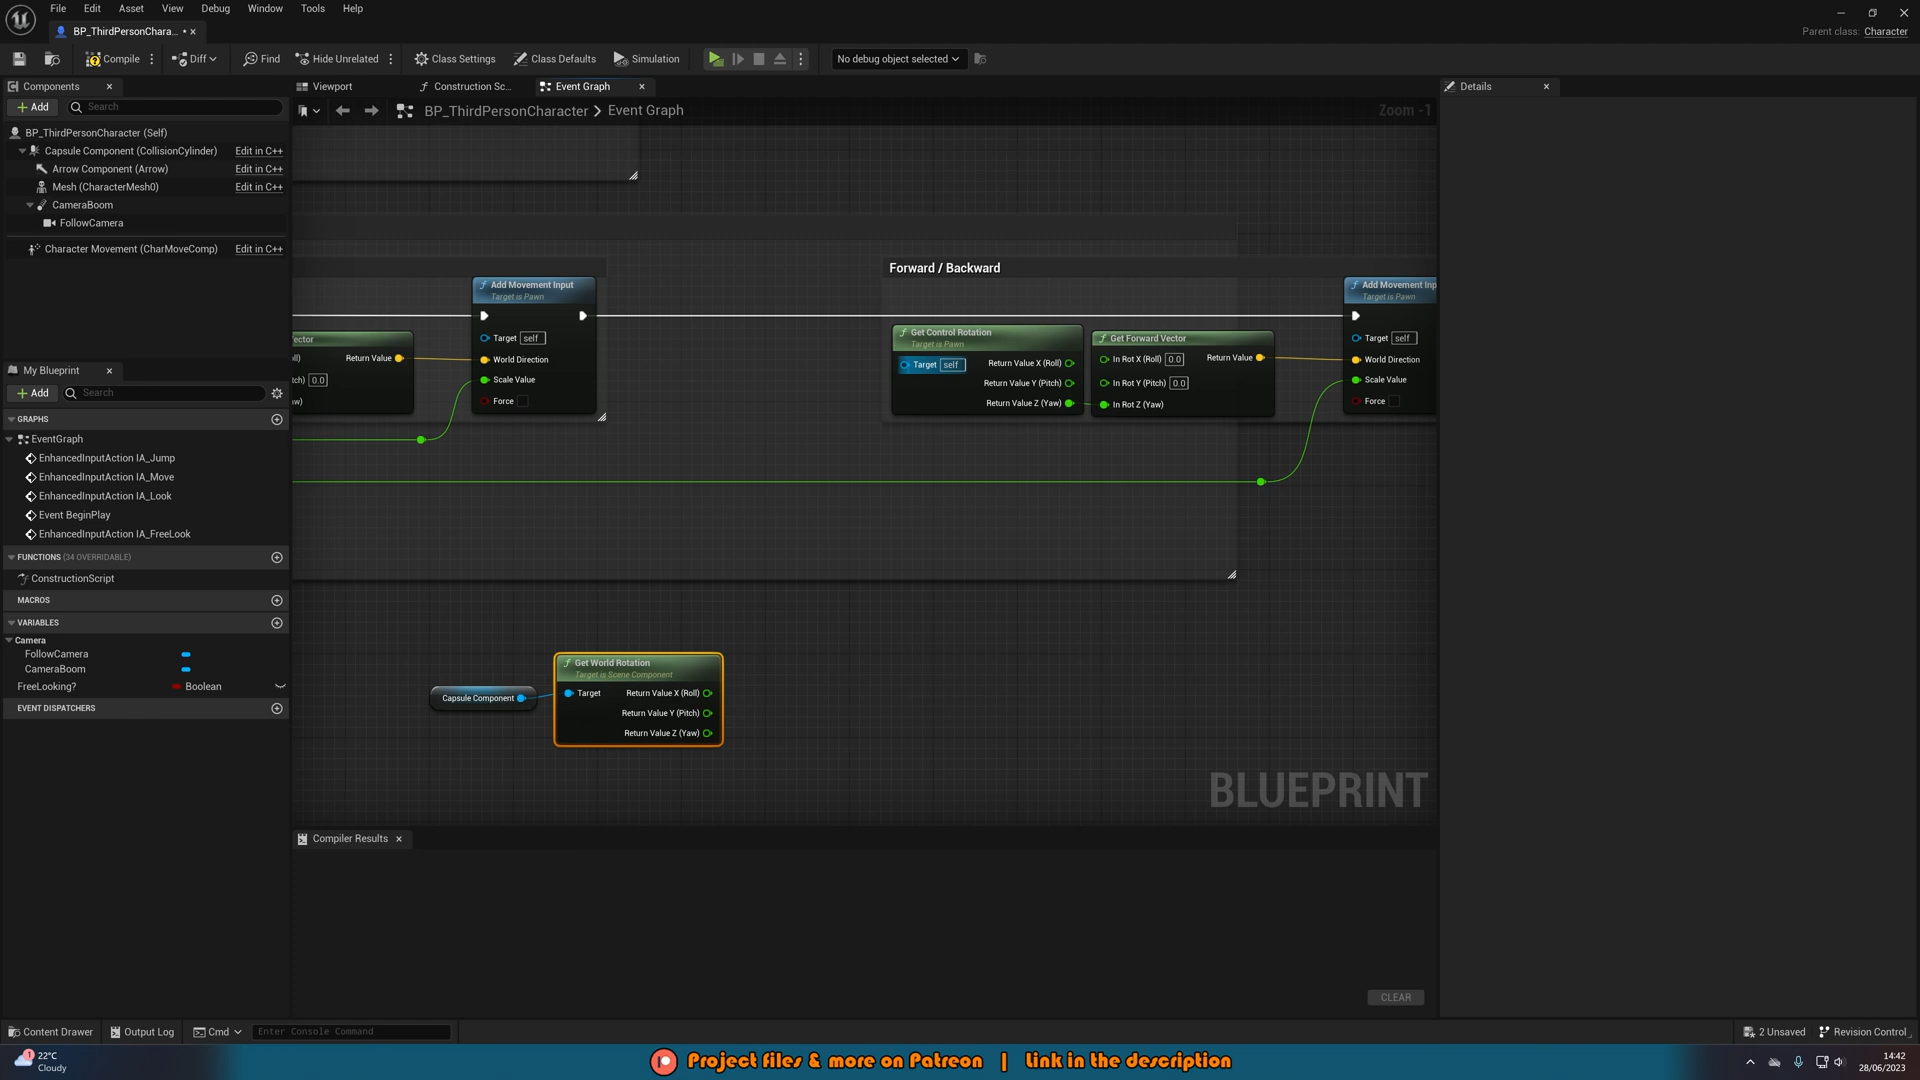 File Edit Asset View Debug Window Tools Help
BP_ThirdPersonChara... •
Parent class: Character
Compile Diff Find Hide Unrelated Class Settings Class Defaults Simulation No debug object selected
Components
Viewport Construction Sc... Event Graph
Details
Add Search
BP_ThirdPersonCharacter > Event Graph
Zoom -1
BP_ThirdPersonCharacter (Self)
Capsule Component (CollisionCylinder) Edit in C++
Arrow Component (Arrow) Edit in C++
Mesh (CharacterMesh0) Edit in C++
CameraBoom
FollowCamera
Character Movement (CharMoveComp) Edit in C++
My Blueprint
Add Search
GRAPHS
EventGraph
EnhancedInputAction IA_Jump
EnhancedInputAction IA_Move
EnhancedInputAction IA_Look
Event BeginPlay
EnhancedInputAction IA_FreeLook
FUNCTIONS (34 OVERRIDABLE)
ConstructionScript
MACROS
VARIABLES
Camera
FollowCamera
CameraBoom
FreeLooking? Boolean
EVENT DISPATCHERS
ector
ll) Return Value
tch) 0.0
aw)
Add Movement Input
Target is Pawn
Target self
World Direction
Scale Value
Force
Forward / Backward
Get Control Rotation
Target is Pawn
Target self
Return Value X (Roll)
Return Value Y (Pitch)
Return Value Z (Yaw)
Get Forward Vector
In Rot X (Roll) 0.0 Return Value
In Rot Y (Pitch) 0.0
In Rot Z (Yaw)
Add Movement Inp
Target is Pawn
Target self
World Direction
Scale Value
Force
Capsule Component
Get World Rotation
Target is Scene Component
Target Return Value X (Roll)
Return Value Y (Pitch)
Return Value Z (Yaw)
BLUEPRINT
Compiler Results
CLEAR
Content Drawer Output Log Cmd Enter Console Command
2 Unsaved Revision Control
1
22°C
Cloudy
Project files & more on Patreon | Link in the description
14:42
28/06/2023